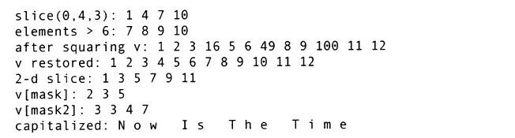 slice(0,4,3): 1 4 7 10
elements > 6: 7 8 9 10
after squaring v: 1 2 3 16 5 6 49 8 9 100 11 12
v restored: 1 2 3 4 5 6 7 8 9 10 11 12
2-d slice: 1 3 5 7 9 11
v[mask]: 2 3 5
v[mask2]: 3 3 4 7
capitalized: N o w   I s   T h e   T i m e